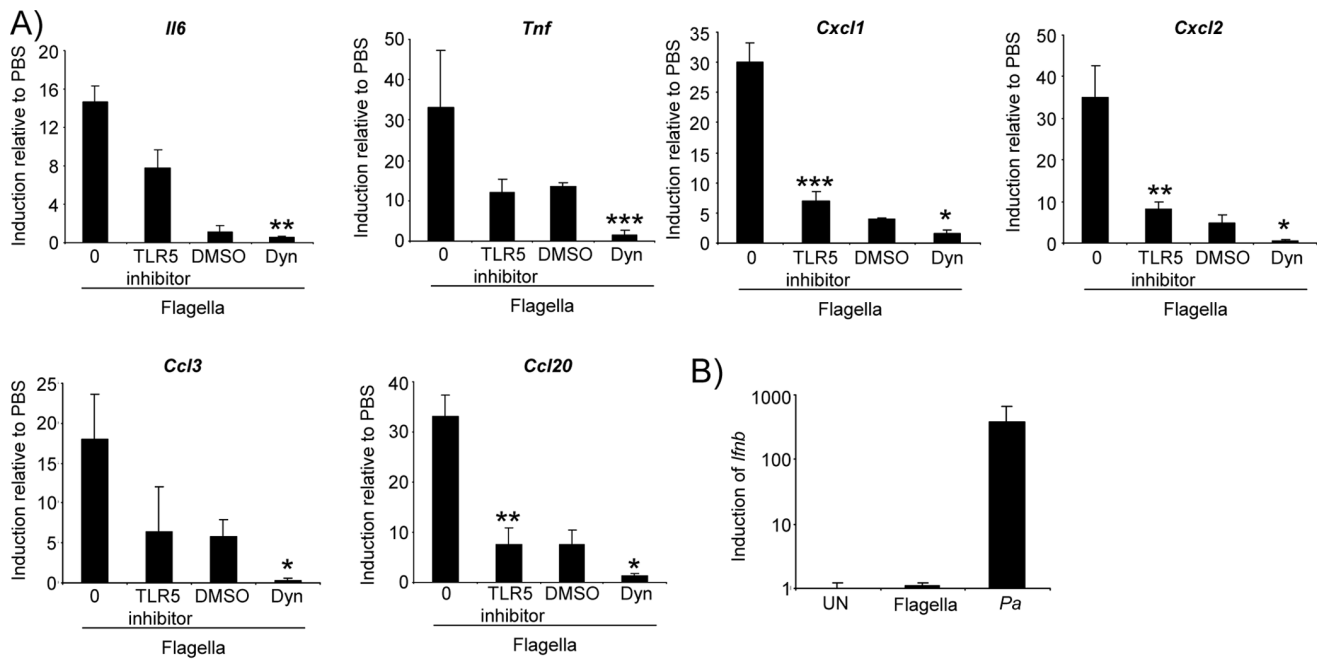 A)
Il6
Induction relative to PBS
20
16
12
8
4
0
0 TLR5 DMSO Dyn
inhibitor
Flagella
**
Tnf
Induction relative to PBS
50
40
30
20
10
0
0 TLR5 DMSO Dyn
inhibitor
Flagella
***
Cxcl1
Induction relative to PBS
35
30
25
20
15
10
5
0
0 TLR5 DMSO Dyn
inhibitor
Flagella
***
*
Cxcl2
Induction relative to PBS
50
40
30
20
10
0
0 TLR5 DMSO Dyn
inhibitor
Flagella
**
*
Ccl3
Induction relative to PBS
25
20
15
10
5
0
0 TLR5 DMSO Dyn
inhibitor
Flagella
*
Ccl20
Induction relative to PBS
40
30
20
10
0
0 TLR5 DMSO Dyn
inhibitor
Flagella
**
*
B)
Induction of Ifnb
1000
100
10
1
UN Flagella Pa